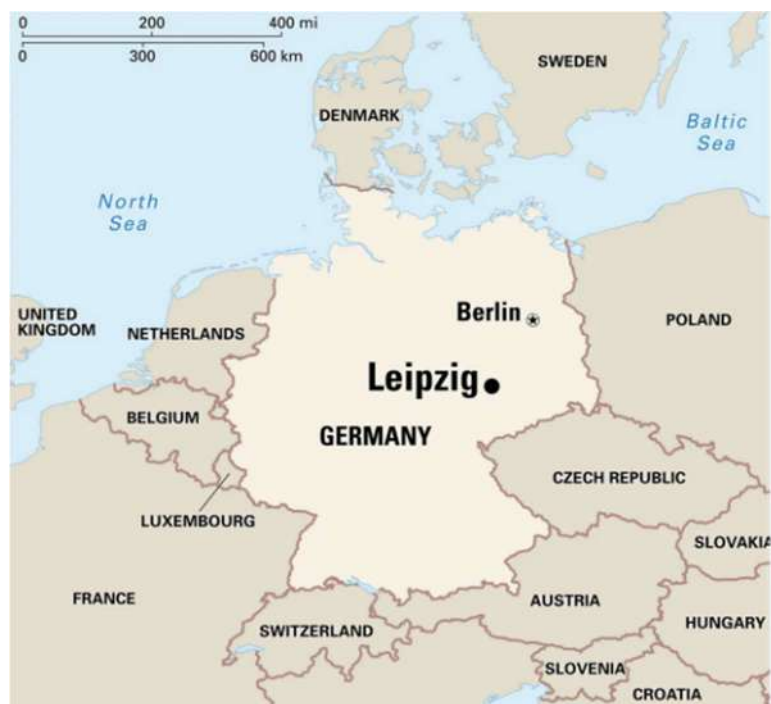 0 200 400 mi
0 300 600 km
SWEDEN
DENMARK
Baltic
Sea
North
Sea
UNITED
KINGDOM
NETHERLANDS
Berlin
POLAND
Leipzig
BELGIUM
GERMANY
CZECH REPUBLIC
LUXEMBOURG
SLOVAKIA
FRANCE
AUSTRIA
HUNGARY
SWITZERLAND
SLOVENIA
CROATIA